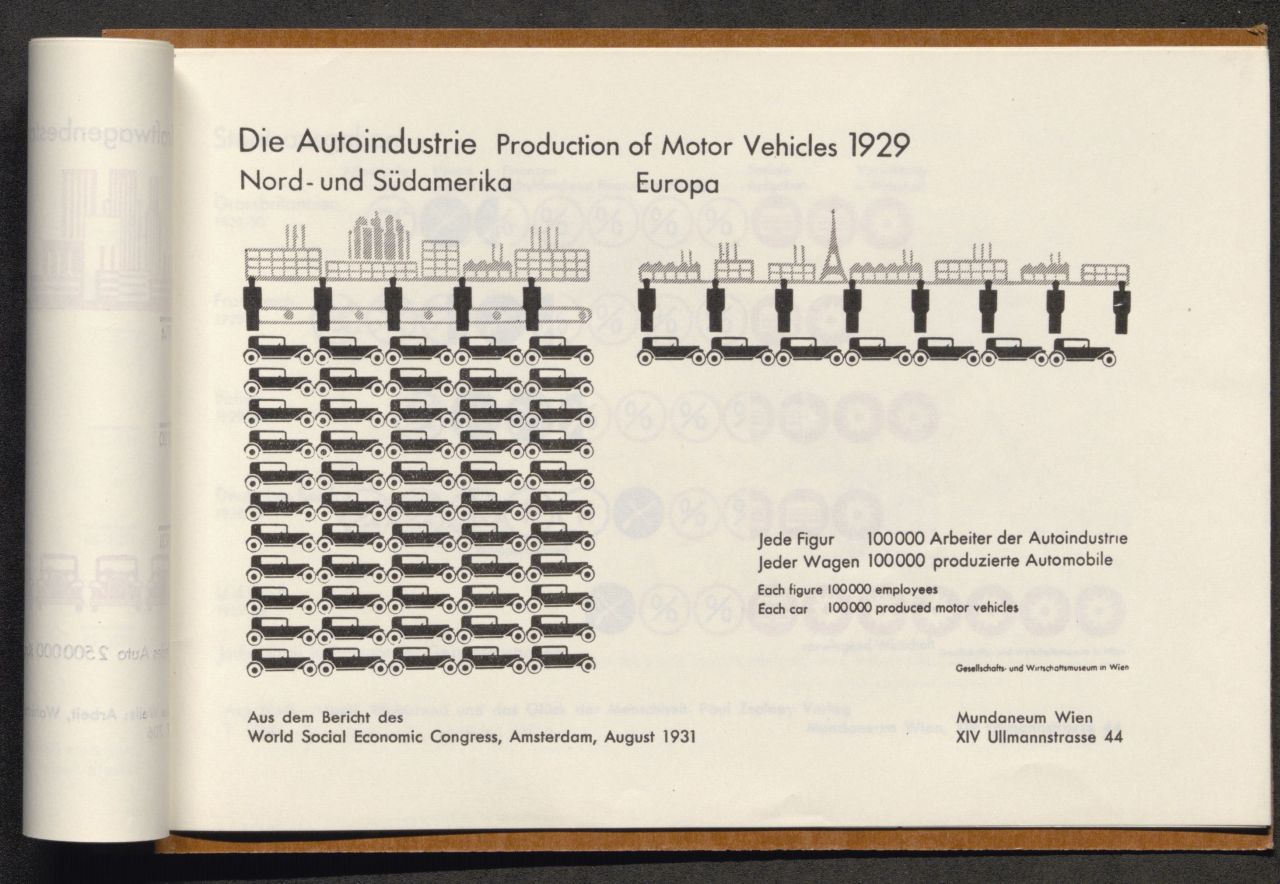 Die Autoindustrie Production of Motor Vehicles 1929
Nord- und Südamerika Europa
Jede Figur 100000 Arbeiter der Autoindustrie
Jeder Wagen 100000 produzierte Automobile
Each figure 100000 employees
Each car 100000 produced motor vehicles
Gesellschafts- und Wirtschaftsmuseum in Wien
Aus dem Bericht des
World Social Economic Congress, Amsterdam, August 1931
Mundaneum Wien
XIV Ullmannstrasse 44